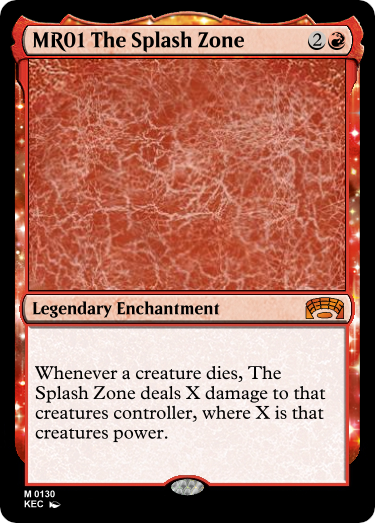 MR01 The Splash Zone 2
Legendary Enchantment
Whenever a creature dies, The
Splash Zone deals X damage to that
creatures controller, where X is that
creatures power.
M 0130
KEC